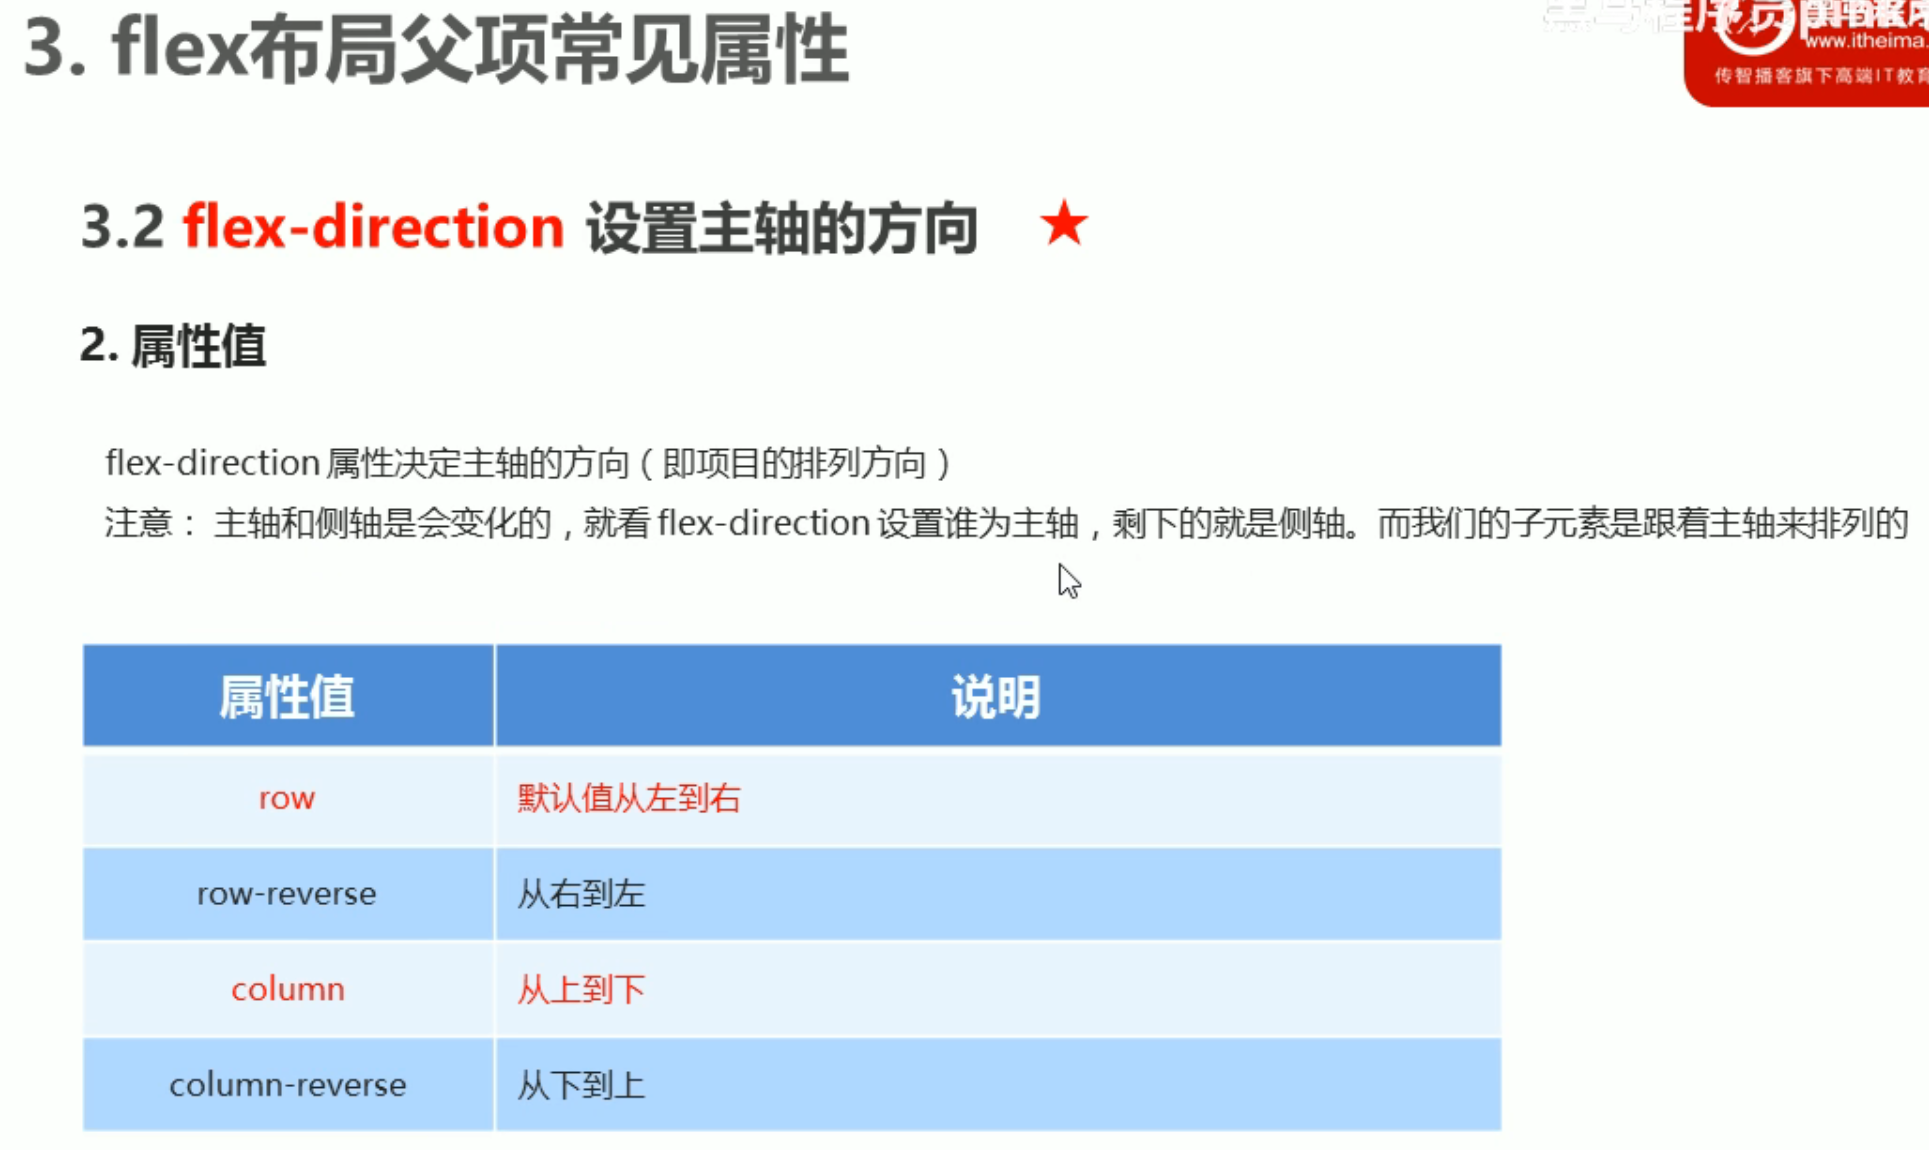 3. flex布局父项常见属性
www.itheima.
传智播客旗下高端IT教育
3.2 flex-direction 设置主轴的方向 ★
2. 属性值
flex-direction 属性决定主轴的方向（即项目的排列方向）
注意： 主轴和侧轴是会变化的，就看 flex-direction 设置谁为主轴，剩下的就是侧轴。而我们的子元素是跟着主轴来排列的
属性值 说明
row 默认值从左到右
row-reverse 从右到左
column 从上到下
column-reverse 从下到上